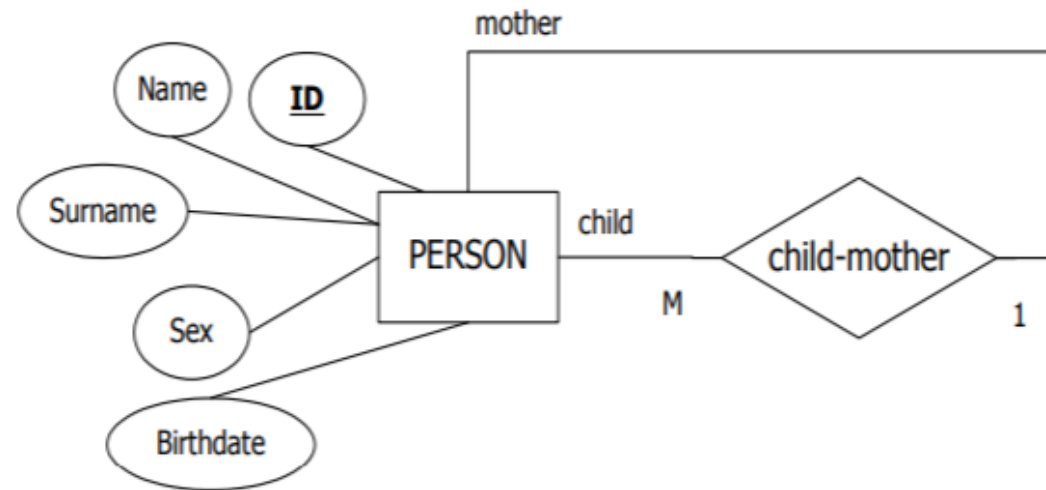 mother
Name
ID
Surname
child
PERSON
child-mother
M
1
Sex
Birthdate